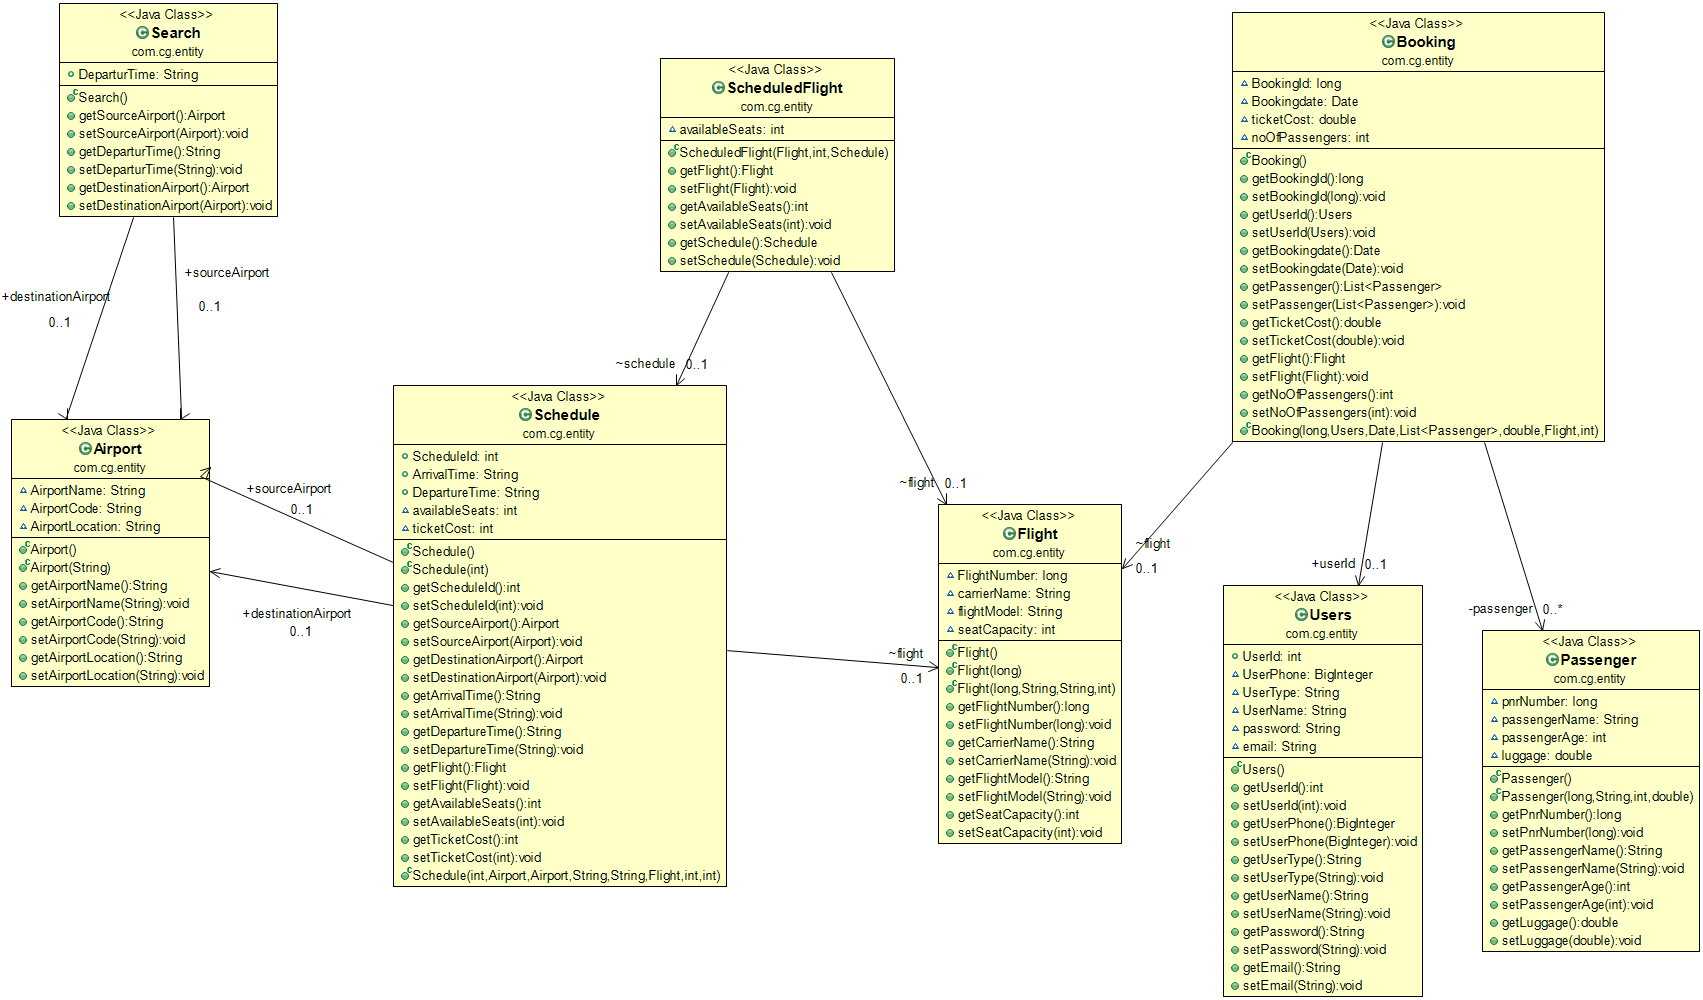 <<Java Class>>
Search
com.cg.entity
DeparturTime: String
Search()
getSourceAirport():Airport
setSourceAirport(Airport):void
getDeparturTime():String
setDeparturTime(String):void
getDestinationAirport():Airport
setDestinationAirport(Airport):void
+destinationAirport
0..1
+sourceAirport
0..1
<<Java Class>>
Airport
com.cg.entity
AirportName: String
AirportCode: String
AirportLocation: String
Airport()
Airport(String)
getAirportName():String
setAirportName(String):void
getAirportCode():String
setAirportCode(String):void
getAirportLocation():String
setAirportLocation(String):void
+sourceAirport
0..1
+destinationAirport
0..1
<<Java Class>>
ScheduledFlight
com.cg.entity
availableSeats: int
ScheduledFlight(Flight,int,Schedule)
getFlight():Flight
setFlight(Flight):void
getAvailableSeats():int
setAvailableSeats(int):void
getSchedule():Schedule
setSchedule(Schedule):void
~schedule 0..1
~flight 0..1
<<Java Class>>
Schedule
com.cg.entity
ScheduleId: int
ArrivalTime: String
DepartureTime: String
availableSeats: int
ticketCost: int
Schedule()
Schedule(int)
getScheduleId():int
setScheduleId(int):void
getSourceAirport():Airport
setSourceAirport(Airport):void
getDestinationAirport():Airport
setDestinationAirport(Airport):void
getArrivalTime():String
setArrivalTime(String):void
getDepartureTime():String
setDepartureTime(String):void
getFlight():Flight
setFlight(Flight):void
getAvailableSeats():int
setAvailableSeats(int):void
getTicketCost():int
setTicketCost(int):void
Schedule(int,Airport,Airport,String,String,Flight,int,int)
~flight
0..1
<<Java Class>>
Flight
com.cg.entity
FlightNumber: long
carrierName: String
flightModel: String
seatCapacity: int
Flight()
Flight(long)
Flight(long,String,String,int)
getFlightNumber():long
setFlightNumber(long):void
getCarrierName():String
setCarrierName(String):void
getFlightModel():String
setFlightModel(String):void
getSeatCapacity():int
setSeatCapacity(int):void
<<Java Class>>
Booking
com.cg.entity
BookingId: long
Bookingdate: Date
ticketCost: double
noOfPassengers: int
Booking()
getBookingId():long
setBookingId(long):void
getUserId():Users
setUserId(Users):void
getBookingdate():Date
setBookingdate(Date):void
getPassenger():List<Passenger>
setPassenger(List<Passenger>):void
getTicketCost():double
setTicketCost(double):void
getFlight():Flight
setFlight(Flight):void
getNoOfPassengers():int
setNoOfPassengers(int):void
Booking(long,Users,Date,List<Passenger>,double,Flight,int)
~flight
0..1
+userId 0..1
-passenger 0..*
<<Java Class>>
Users
com.cg.entity
UserId: int
UserPhone: BigInteger
UserType: String
UserName: String
password: String
email: String
Users()
getUserId():int
setUserId(int):void
getUserPhone():BigInteger
setUserPhone(BigInteger):void
getUserType():String
setUserType(String):void
getUserName():String
setUserName(String):void
getPassword():String
setPassword(String):void
getEmail():String
setEmail(String):void
<<Java Class>>
Passenger
com.cg.entity
pnrNumber: long
passengerName: String
passengerAge: int
luggage: double
Passenger()
Passenger(long,String,int,double)
getPnrNumber():long
setPnrNumber(long):void
getPassengerName():String
setPassengerName(String):void
getPassengerAge():int
setPassengerAge(int):void
getLuggage():double
setLuggage(double):void